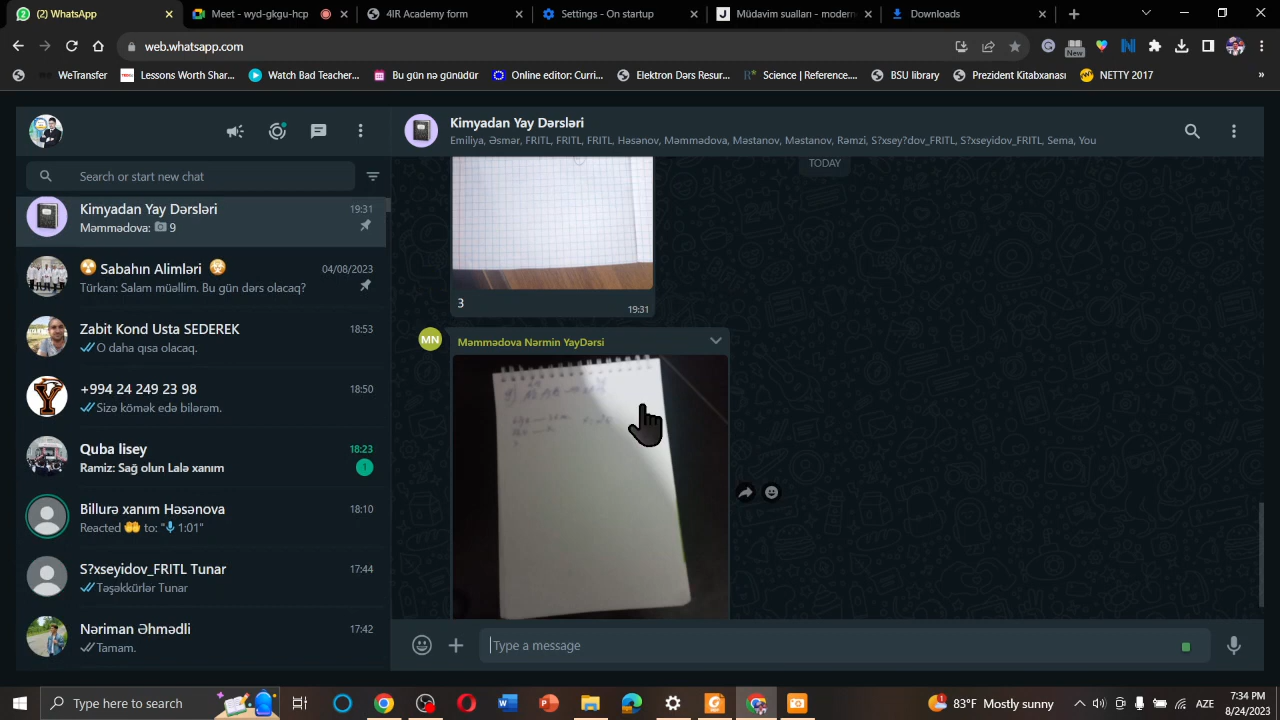 (2) WhatsApp
Meet - wyd-gkgu-hcp
4IR Academy form
Settings - On startup
Müdavim sualları - modern
Downloads
web.whatsapp.com
New
WeTransfer
Lessons Worth Shar...
Watch Bad Teacher...
Bu gün nə günüdür
Online editor: Curri...
Elektron Dərs Resur...
Science | Reference....
BSU library
Prezident Kitabxanası
NETTY 2017
»
Search or start new chat
Kimyadan Yay Dərsləri 19:31
Məmmədova: 9
Sabahın Alimləri 04/08/2023
Türkan: Salam müəllim. Bu gün dərs olacaq?
Zabit Kond Usta SEDEREK 18:53
O daha qısa olacaq.
+994 24 249 23 98 18:50
Sizə kömək edə bilərəm.
Quba lisey 18:23
Ramiz: Sağ olun Lalə xanım 1
Billurə xanım Həsənova 18:10
Reacted to: " 1:01"
S?xseyidov_FRITL Tunar 17:44
Təşəkkürlər Tunar
Nəriman Əhmədli 17:42
Tamam.
Kimyadan Yay Dərsləri
Emiliya, Əsmər, FRITL, FRITL, FRITL, Həsənov, Məmmədova, Məstanov, Məstanov, Rəmzi, S?xsey?dov_FRITL, S?xseyidov_FRITL, Sema, You
TODAY
3
19:31
MN
Məmmədova Nərmin YayDərsi
Type a message
Type here to search
83°F Mostly sunny
AZE
7:34 PM
8/24/2023